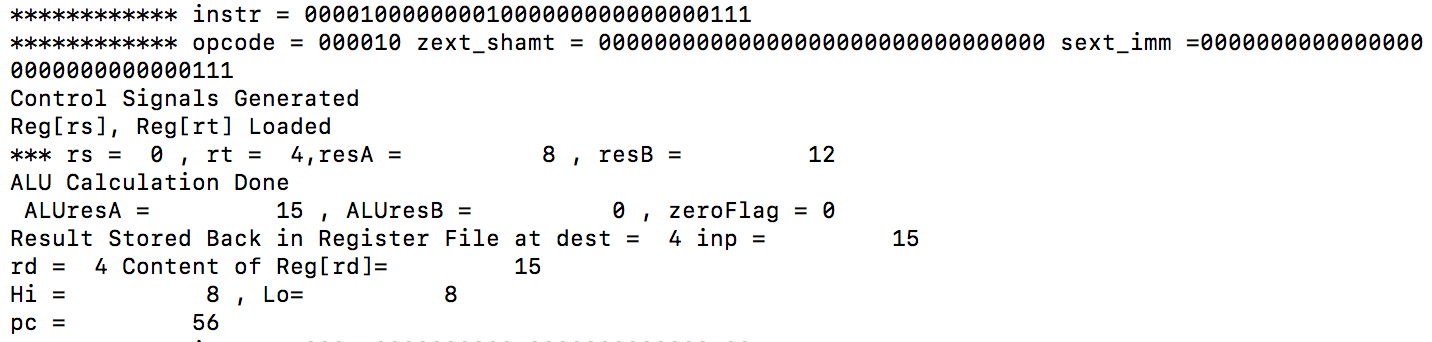 ************ instr = 00001000000001000000000000000111
************ opcode = 000010 zext_shamt = 00000000000000000000000000000000 sext_imm =0000000000000000
0000000000000111
Control Signals Generated
Reg[rs], Reg[rt] Loaded
*** rs =  0 , rt =  4,resA =          8 , resB =         12
ALU Calculation Done
 ALUresA =         15 , ALUresB =          0 , zeroFlag = 0
Result Stored Back in Register File at dest =  4 inp =         15
rd =  4 Content of Reg[rd]=         15
Hi =          8 , Lo=          8
pc =         56